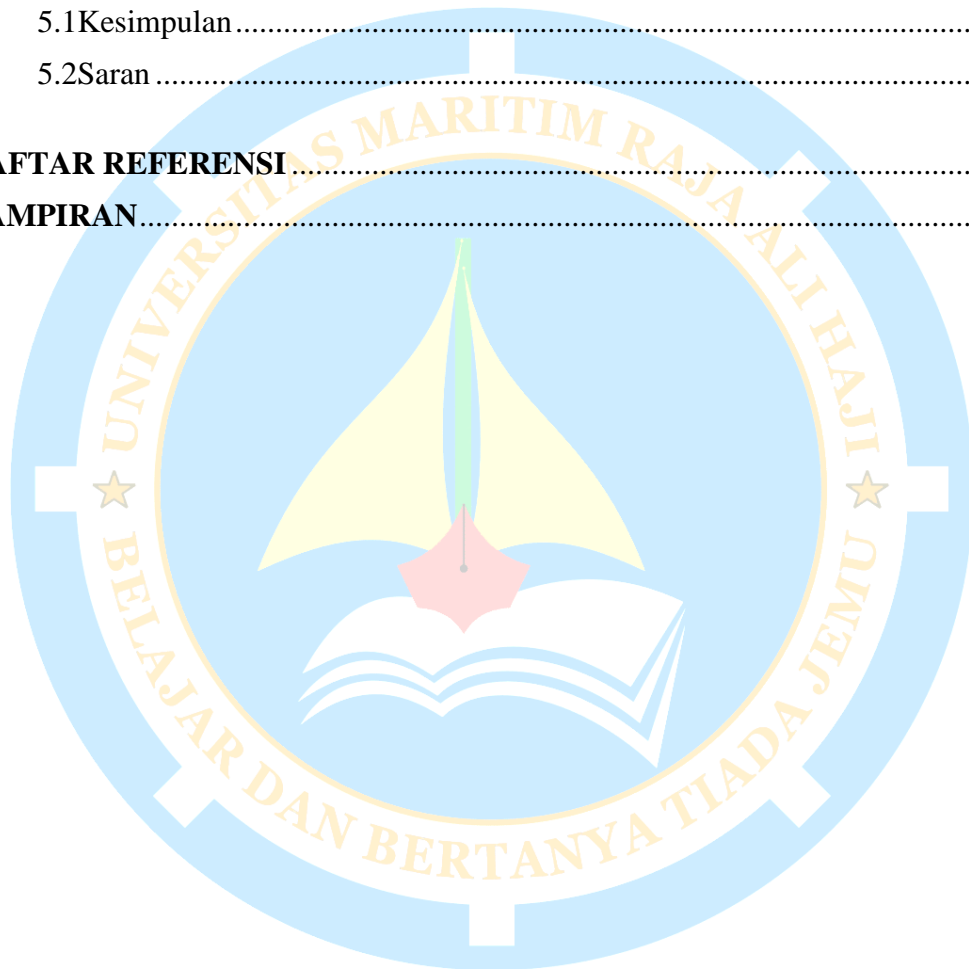 5.1Kesimpulan........................................................................................................
5.2Saran ...................................................................................................................
AFTAR REFERENSI..............................................................................................
AMPIRAN..................................................................................................................
UNIVERSITAS MARITIM RAJA ALI HAJI
BELAJAR DAN BERTANYA TIADA JEMU